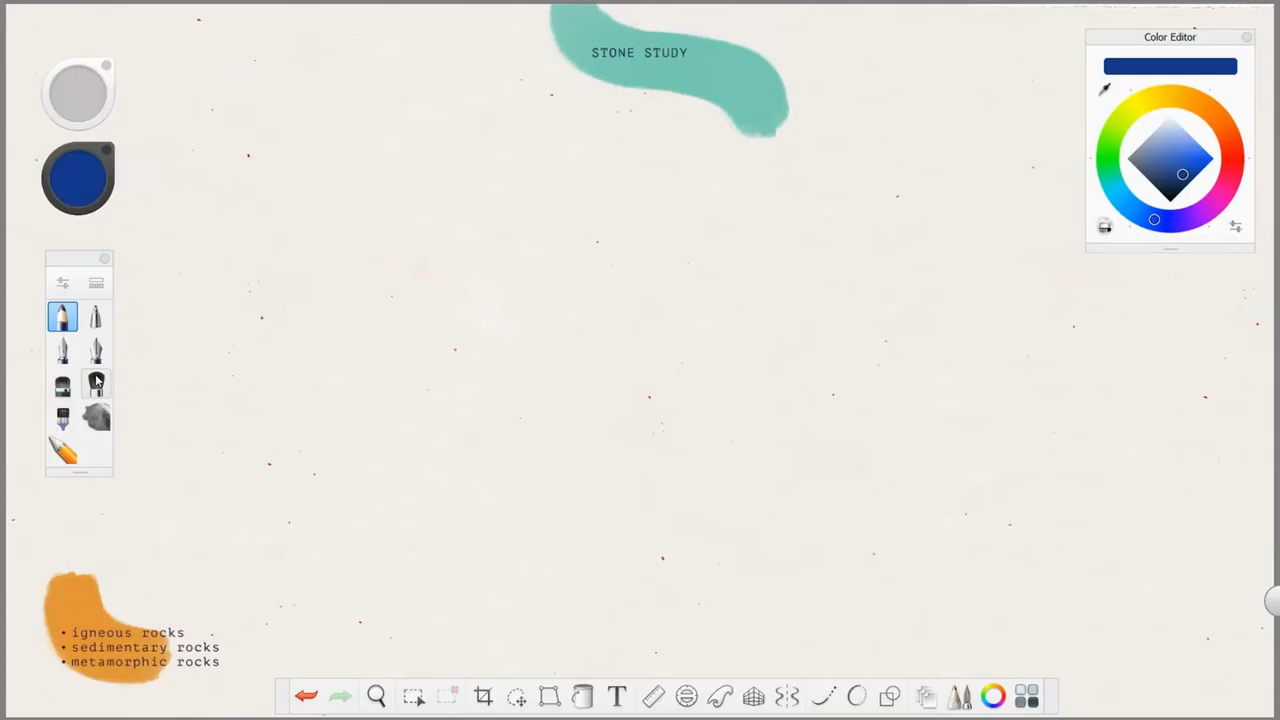 STONE STUDY
Color Editor
• igneous rocks
• sedimentary rocks
• metamorphic rocks